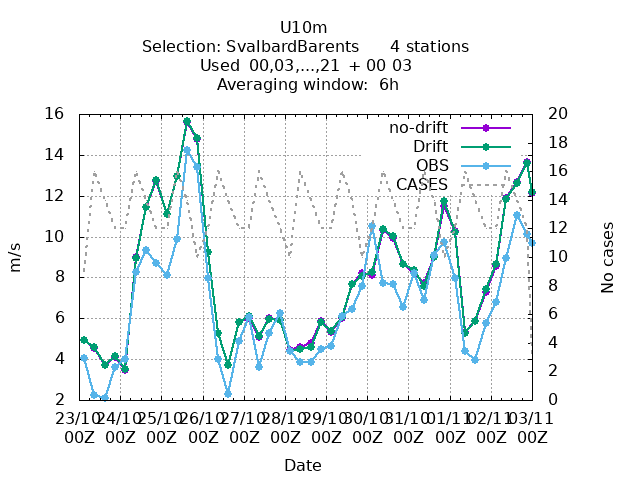 U10m
Selection: SvalbardBarents 4 stations
Used 00,03,...,21 + 00 03
Averaging window: 6h
16
14
12
10
8
6
4
2
m/s
20
18
16
14
12
10
8
6
4
2
0
No cases
no-drift
Drift
OBS
CASES
23/10 24/10 25/10 26/10 27/10 28/10 29/10 30/10 31/10 01/11 02/11 03/11
00Z 00Z 00Z 00Z 00Z 00Z 00Z 00Z 00Z 00Z 00Z 00Z
Date